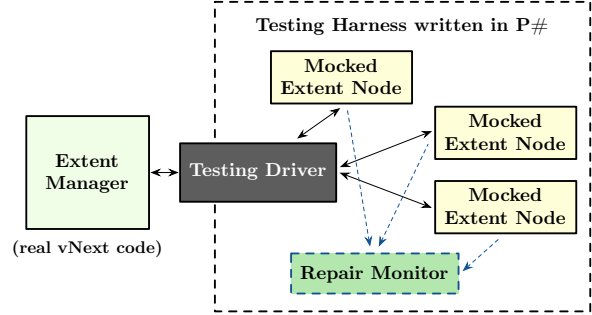 Testing Harness written in P#
Mocked
Extent Node
Mocked
Extent Node
Extent
Manager
Testing Driver
Mocked
Extent Node
(real vNext code)
Repair Monitor